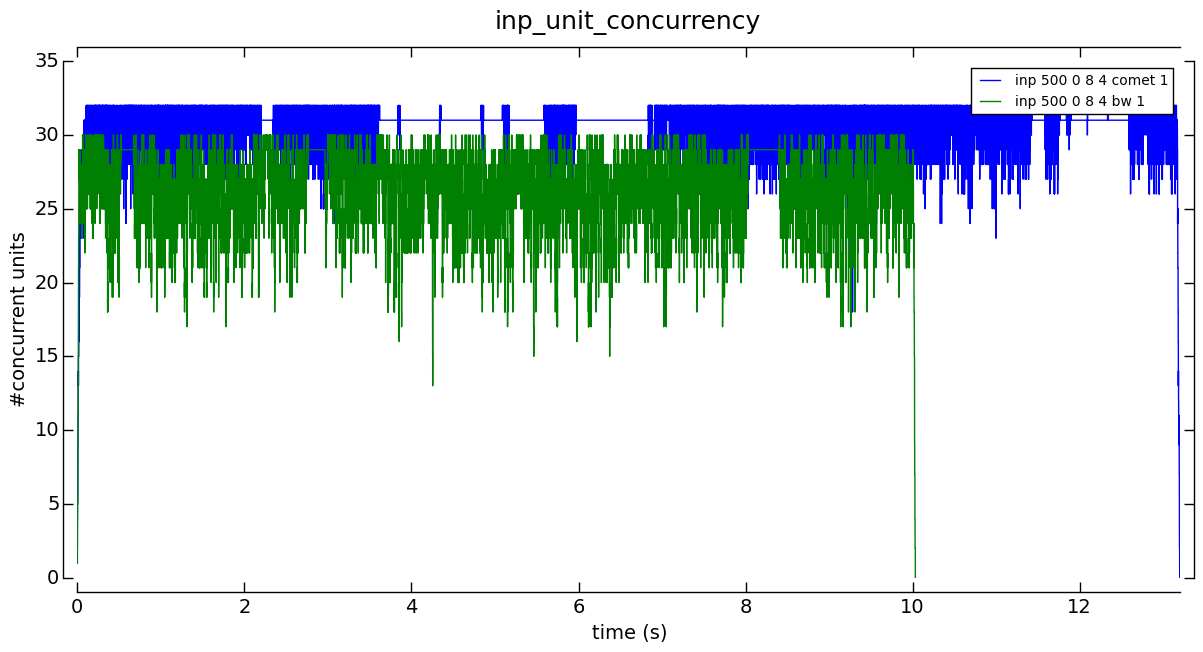 inp_unit_concurrency
35
30
25
20
15
10
5
0
#concurrent units
inp 500 0 8 4 comet 1
inp 500 0 8 4 bw 1
0 2 4 6 8 10 12
time (s)